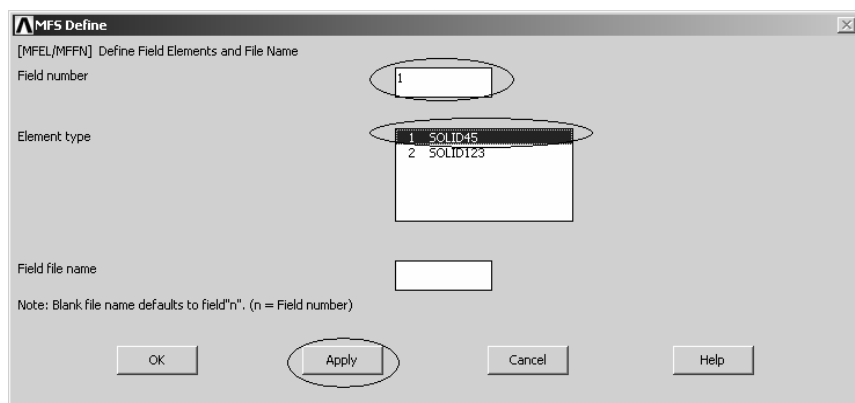 MFS Define
[MFEL/MFFN] Define Field Elements and File Name
Field number
1
Element type
1 SOLID45
2 SOLID123
Field file name
Note: Blank file name defaults to field"n". (n = Field number)
OK Apply Cancel Help